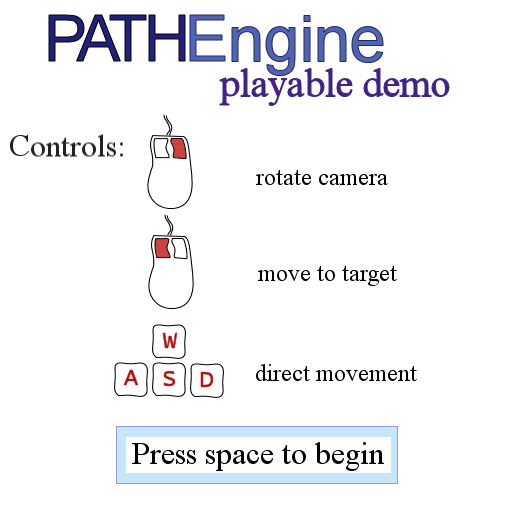 PATHEngine
playable demo
Controls:
rotate camera
move to target
W
A S D
direct movement
Press space to begin